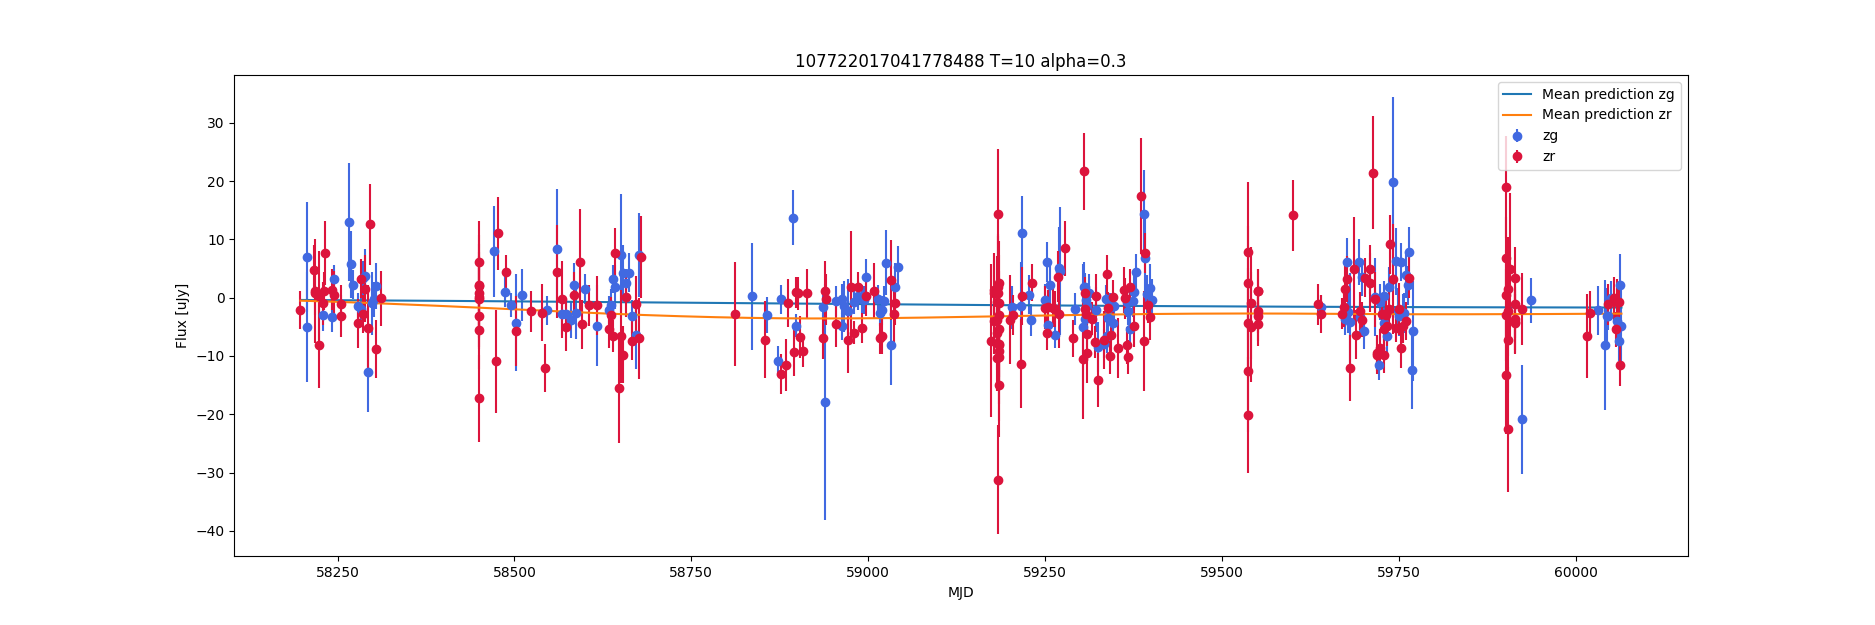 107722017041778488 T=10 alpha=0.3
Mean prediction zg
Mean prediction zr
zg
zr
30
20
10
0
−10
−20
−30
−40
Flux [uJy]
58250 58500 58750 59000 59250 59500 59750 60000
MJD